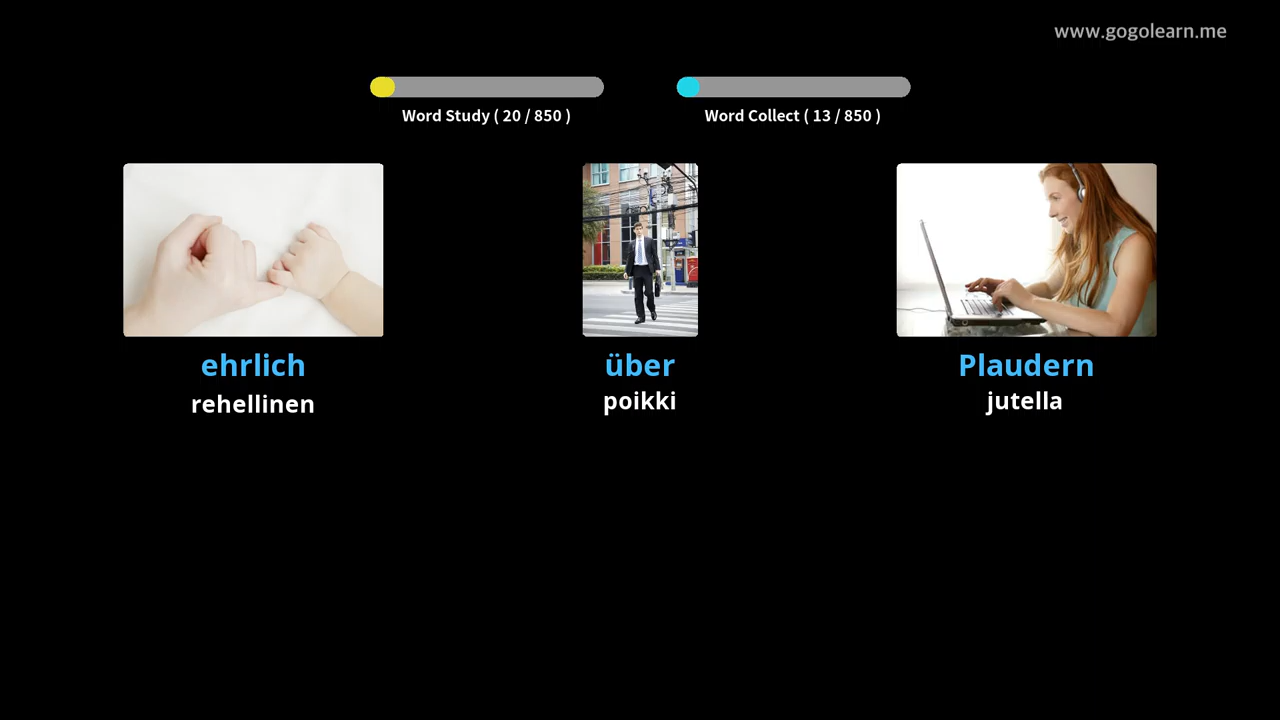 www.gogolearn.me
Word Study ( 20 / 850 )
Word Collect ( 13 / 850 )
ehrlich
rehellinen
über
poikki
Plaudern
jutella